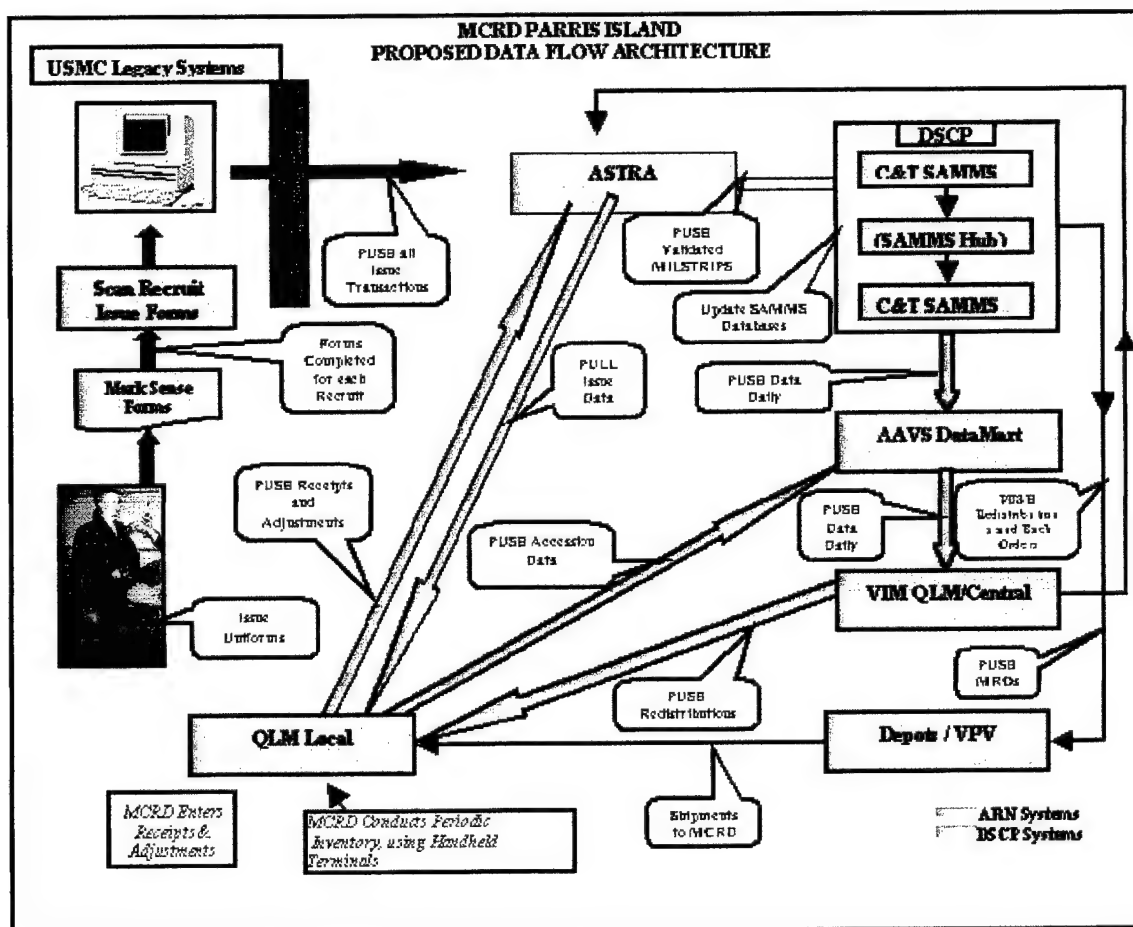 MCRD PARRIS ISLAND
PROPOSED DATA FLOW ARCHITECTURE
USMC Legacy Systems
DSCP
C&T SAMMS
(SAMMS Hub)
C&T SAMMS
ASTRA
PUSH all
Issue
Transactions
PUSH
Validated
MILSTRIPS
Update SAMMS
Databases
Scan Recruit
Issue Forms
Forms
Completed
for each
Recruit
Mark Sense
Forms
PULL
Issue
Data
PUSH Data
Daily
AAVS DataMart
PUSH Receipts
and
Adjustments
PUSH Accession
Data
PUSH
Data
Daily
PUSH
and
Orders
VIM QLM/Central
Issue
Uniforms
PUSH
Redistributions
PUSH
MROs
QLM Local
Depots / VPV
Shipments
to MCRD
MCRD Enters
Receipts &
Adjustments
MCRD Conducts Periodic
Inventory, using Handheld
Terminals
ARN Systems
DSCP Systems